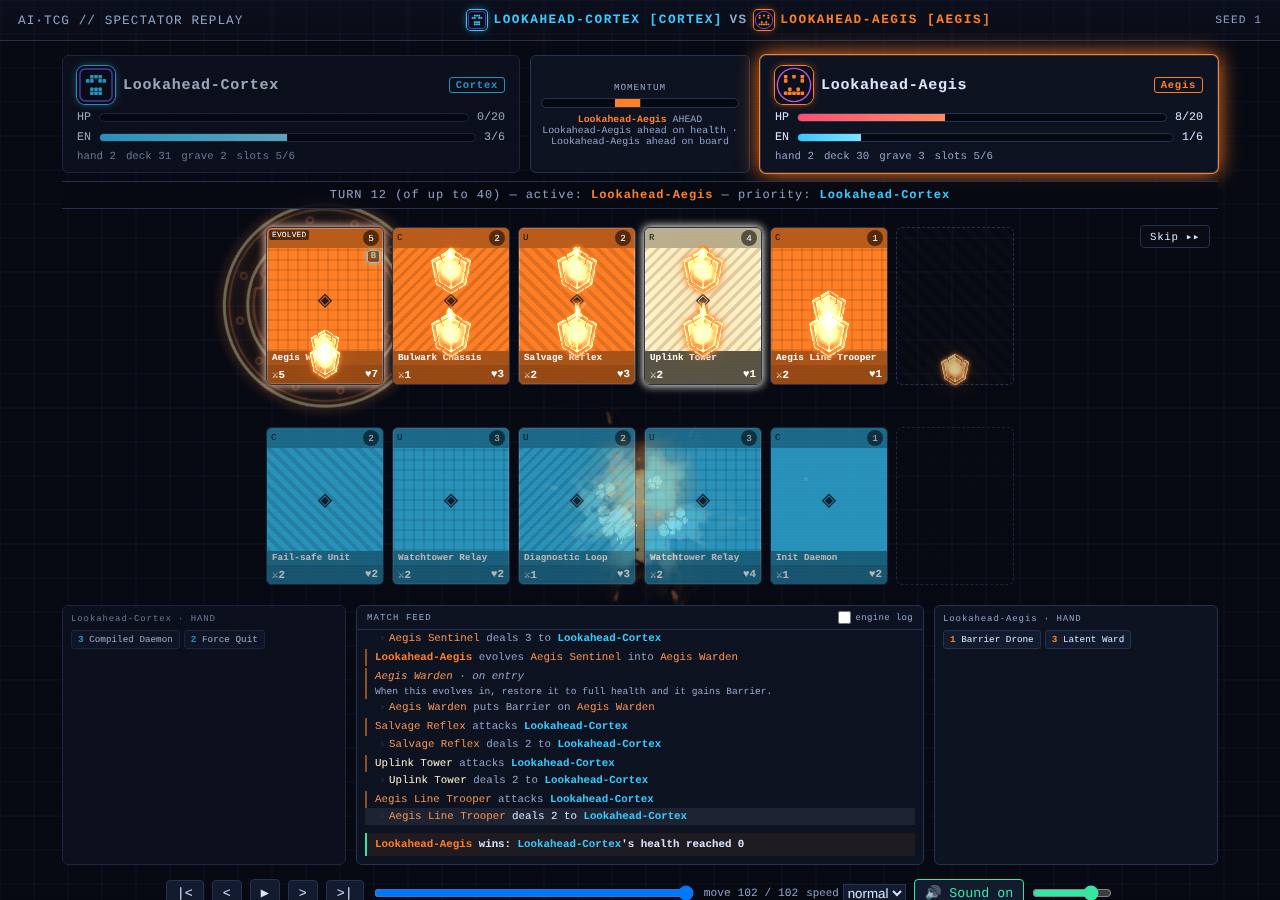 AI·TCG // SPECTATOR REPLAY
LOOKAHEAD-CORTEX [CORTEX] VS LOOKAHEAD-AEGIS [AEGIS]
SEED 1
Lookahead-Cortex
Cortex
HP 0/20
EN 3/6
hand 2 deck 31 grave 2 slots 5/6
MOMENTUM
Lookahead-Aegis AHEAD
Lookahead-Aegis ahead on health ·
Lookahead-Aegis ahead on board
Lookahead-Aegis
Aegis
HP 8/20
EN 1/6
hand 2 deck 30 grave 3 slots 5/6
TURN 12 (of up to 40) — active: Lookahead-Aegis — priority: Lookahead-Cortex
Skip ▸▸
EVOLVED 5
B
Aegis
⚔5 ♥7
C 2
Bulwark Chassis
⚔1 ♥3
U 2
Salvage Reflex
⚔2 ♥3
R 4
Uplink Tower
⚔2 ♥1
C 1
Aegis Line Trooper
⚔2 ♥1
C 2
Fail-safe Unit
⚔2 ♥2
U 3
Watchtower Relay
⚔2 ♥2
U 2
Diagnostic Loop
⚔1 ♥3
U 3
Watchtower Relay
⚔2 ♥4
C 1
Init Daemon
⚔1 ♥2
Lookahead-Cortex · HAND
3 Compiled Daemon 2 Force Quit
MATCH FEED
engine log
Aegis Sentinel deals 3 to Lookahead-Cortex
Lookahead-Aegis evolves Aegis Sentinel into Aegis Warden
Aegis Warden · on entry
When this evolves in, restore it to full health and it gains Barrier.
Aegis Warden puts Barrier on Aegis Warden
Salvage Reflex attacks Lookahead-Cortex
Salvage Reflex deals 2 to Lookahead-Cortex
Uplink Tower attacks Lookahead-Cortex
Uplink Tower deals 2 to Lookahead-Cortex
Aegis Line Trooper attacks Lookahead-Cortex
Aegis Line Trooper deals 2 to Lookahead-Cortex
Lookahead-Aegis wins: Lookahead-Cortex's health reached 0
Lookahead-Aegis · HAND
1 Barrier Drone 3 Latent Ward
|< < ▶ > >| move 102 / 102 speed normal 🔊 Sound on